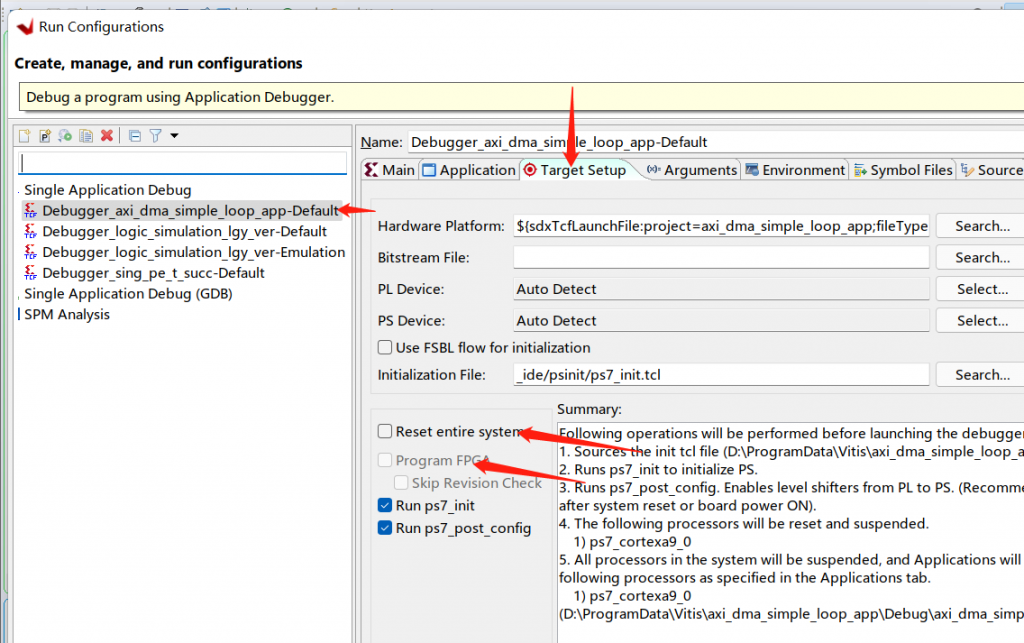 Run Configurations
Create, manage, and run configurations
Debug a program using Application Debugger.
Name: Debugger_axi_dma_simple_loop_app-Default
Main Application Target Setup Arguments Environment Symbol Files Source
Single Application Debug
Debugger_axi_dma_simple_loop_app-Default
Debugger_logic_simulation_lgy_ver-Default
Debugger_logic_simulation_lgy_ver-Emulation
Debugger_sing_pe_t_succ-Default
Single Application Debug (GDB)
SPM Analysis
Hardware Platform: ${sdxTcfLaunchFile:project=axi_dma_simple_loop_app;fileType Search...
Bitstream File: Search...
PL Device: Auto Detect Select...
PS Device: Auto Detect Select...
Use FSBL flow for initialization
Initialization File: _ide/psinit/ps7_init.tcl Search...
Reset entire system
Program FPGA
Skip Revision Check
Run ps7_init
Run ps7_post_config
Summary:
Following operations will be performed before launching the debugger
1. Sources the init tcl file (D:\ProgramData\Vitis\axi_dma_simple_loop_a
2. Runs ps7_init to initialize PS.
3. Runs ps7_post_config. Enables level shifters from PL to PS. (Recomme
after system reset or board power ON).
4. The following processors will be reset and suspended.
1) ps7_cortexa9_0
5. All processors in the system will be suspended, and Applications will
following processors as specified in the Applications tab.
1) ps7_cortexa9_0
(D:\ProgramData\Vitis\axi_dma_simple_loop_app\Debug\axi_dma_simp